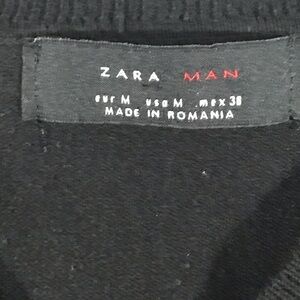 ZARA MAN
eur M usa M mex 38
MADE IN ROMANIA